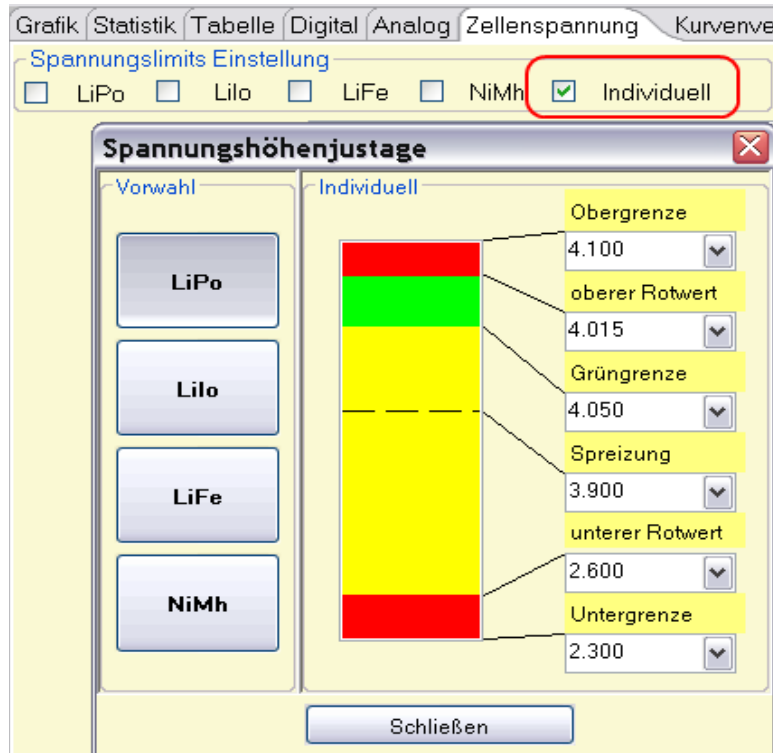 Grafik Statistik Tabelle Digital Analog Zellenspannung Kurvenve
Spannungslimits Einstellung
LiPo LiIo LiFe NiMh Individuell
Spannungshöhenjustage
Vorwahl
LiPo
LiIo
LiFe
NiMh
Individuell
Obergrenze
4.100
oberer Rotwert
4.015
Grüngrenze
4.050
Spreizung
3.900
unterer Rotwert
2.600
Untergrenze
2.300
Schließen